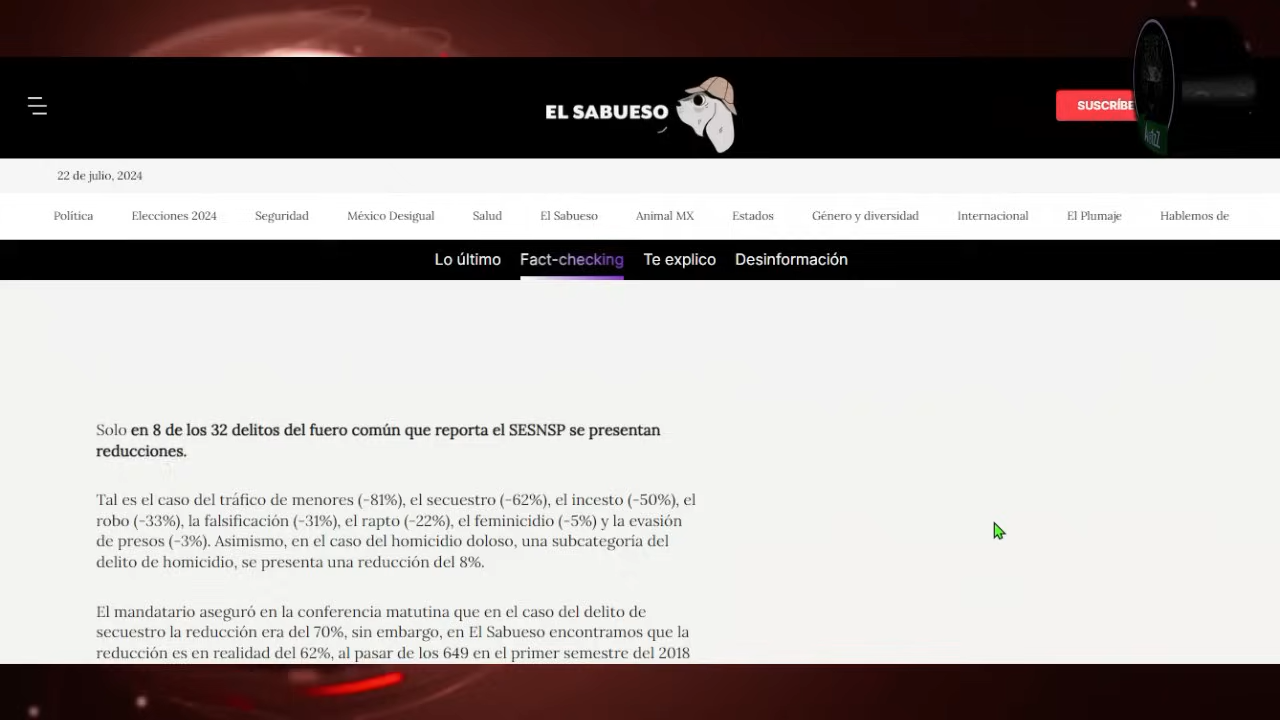 EL SABUESO
SUSCRÍBE
22 de julio, 2024
Política Elecciones 2024 Seguridad México Desigual Salud El Sabueso Animal MX Estados Género y diversidad Internacional El Plumaje Hablemos de
Lo último Fact-checking Te explico Desinformación
Solo en 8 de los 32 delitos del fuero común que reporta el SESNSP se presentan
reducciones.
Tal es el caso del tráfico de menores (-81%), el secuestro (-62%), el incesto (-50%), el
robo (-33%), la falsificación (-31%), el rapto (-22%), el feminicidio (-5%) y la evasión
de presos (-3%). Asimismo, en el caso del homicidio doloso, una subcategoría del
delito de homicidio, se presenta una reducción del 8%.
El mandatario aseguró en la conferencia matutina que en el caso del delito de
secuestro la reducción era del 70%, sin embargo, en El Sabueso encontramos que la
reducción es en realidad del 62%, al pasar de los 649 en el primer semestre del 2018